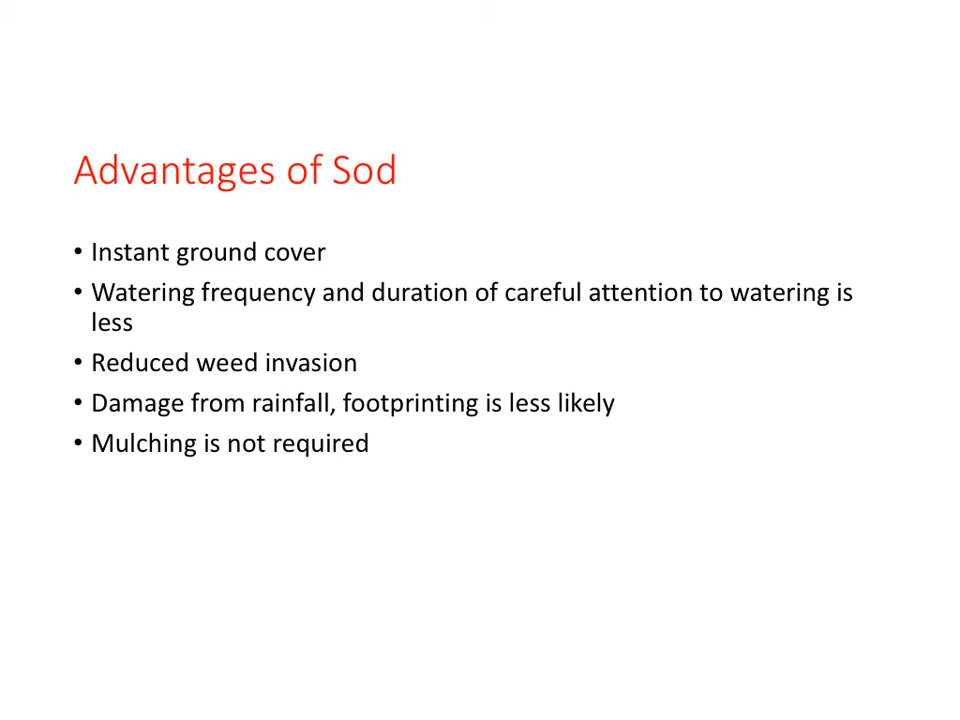 Advantages of Sod
• Instant ground cover
• Watering frequency and duration of careful attention to watering is
less
• Reduced weed invasion
• Damage from rainfall, footprinting is less likely
• Mulching is not required